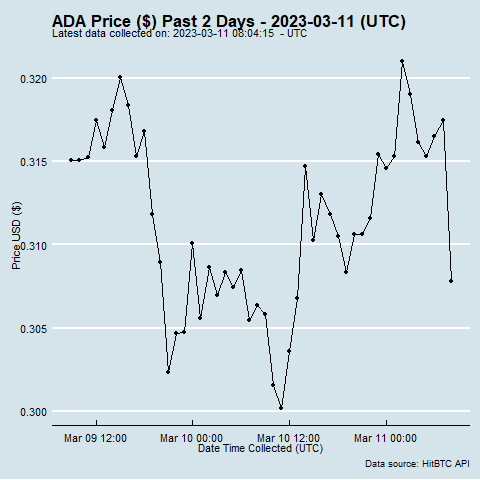 ADA Price ($) Past 2 Days - 2023-03-11 (UTC)
Latest data collected on: 2023-03-11 08:04:15 - UTC
0.320
0.315
0.310
0.305
0.300
Price USD ($)
Mar 09 12:00 Mar 10 00:00 Mar 10 12:00 Mar 11 00:00
Date Time Collected (UTC)
Data source: HitBTC API